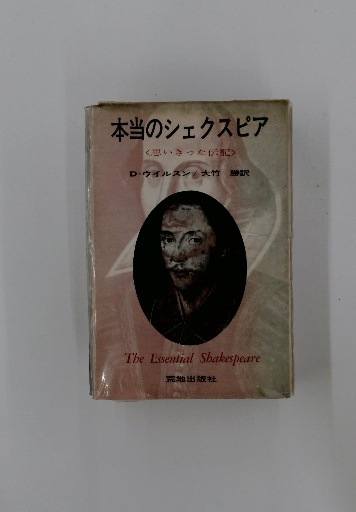 本当のシェクスピア
<思いきった伝記>
D・ウイルスン/大竹 勝訳
The Essential Shakespeare
荒地出版社